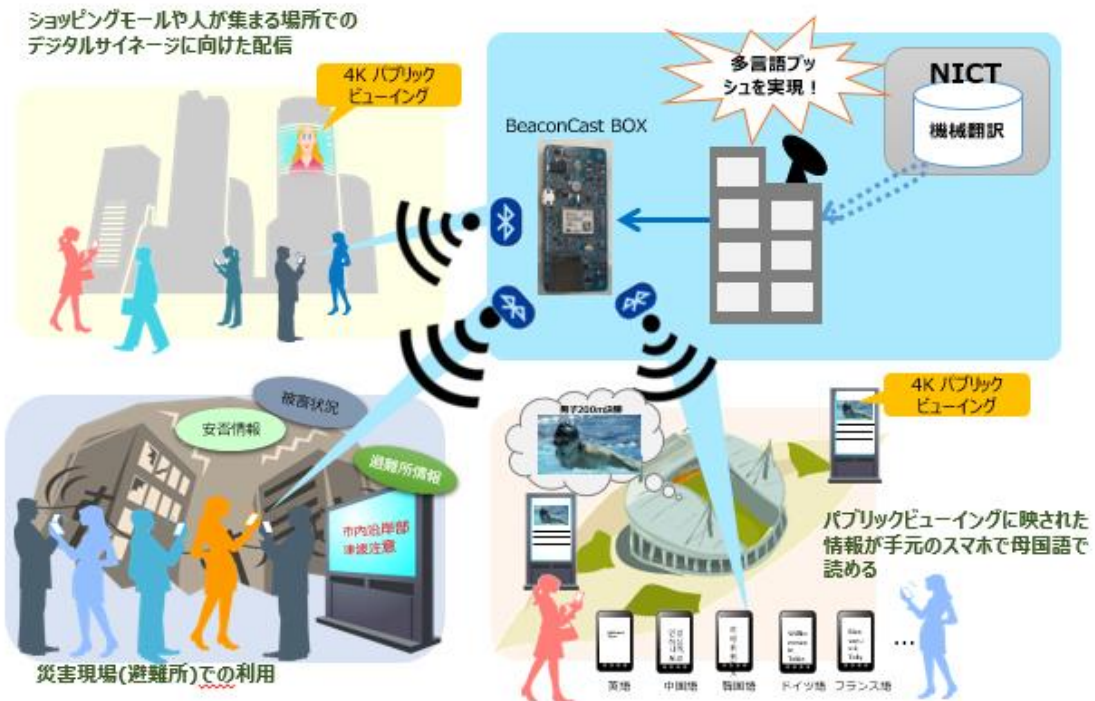 ショッピングモールや人が集まる場所での
デジタルサイネージに向けた配信
4K パブリック
ビューイング
BeaconCast BOX
多言語プッ
シュを実現！
NICT
機械翻訳
被害状況
安否情報
避難所情報
市内沿岸部
津波注意
災害現場(避難所)での利用
男子200m決勝
4K パブリック
ビューイング
パブリックビューイングに映された
情報が手元のスマホで母国語で
読める
英語
中国語
韓国語
ドイツ語
フランス語
…